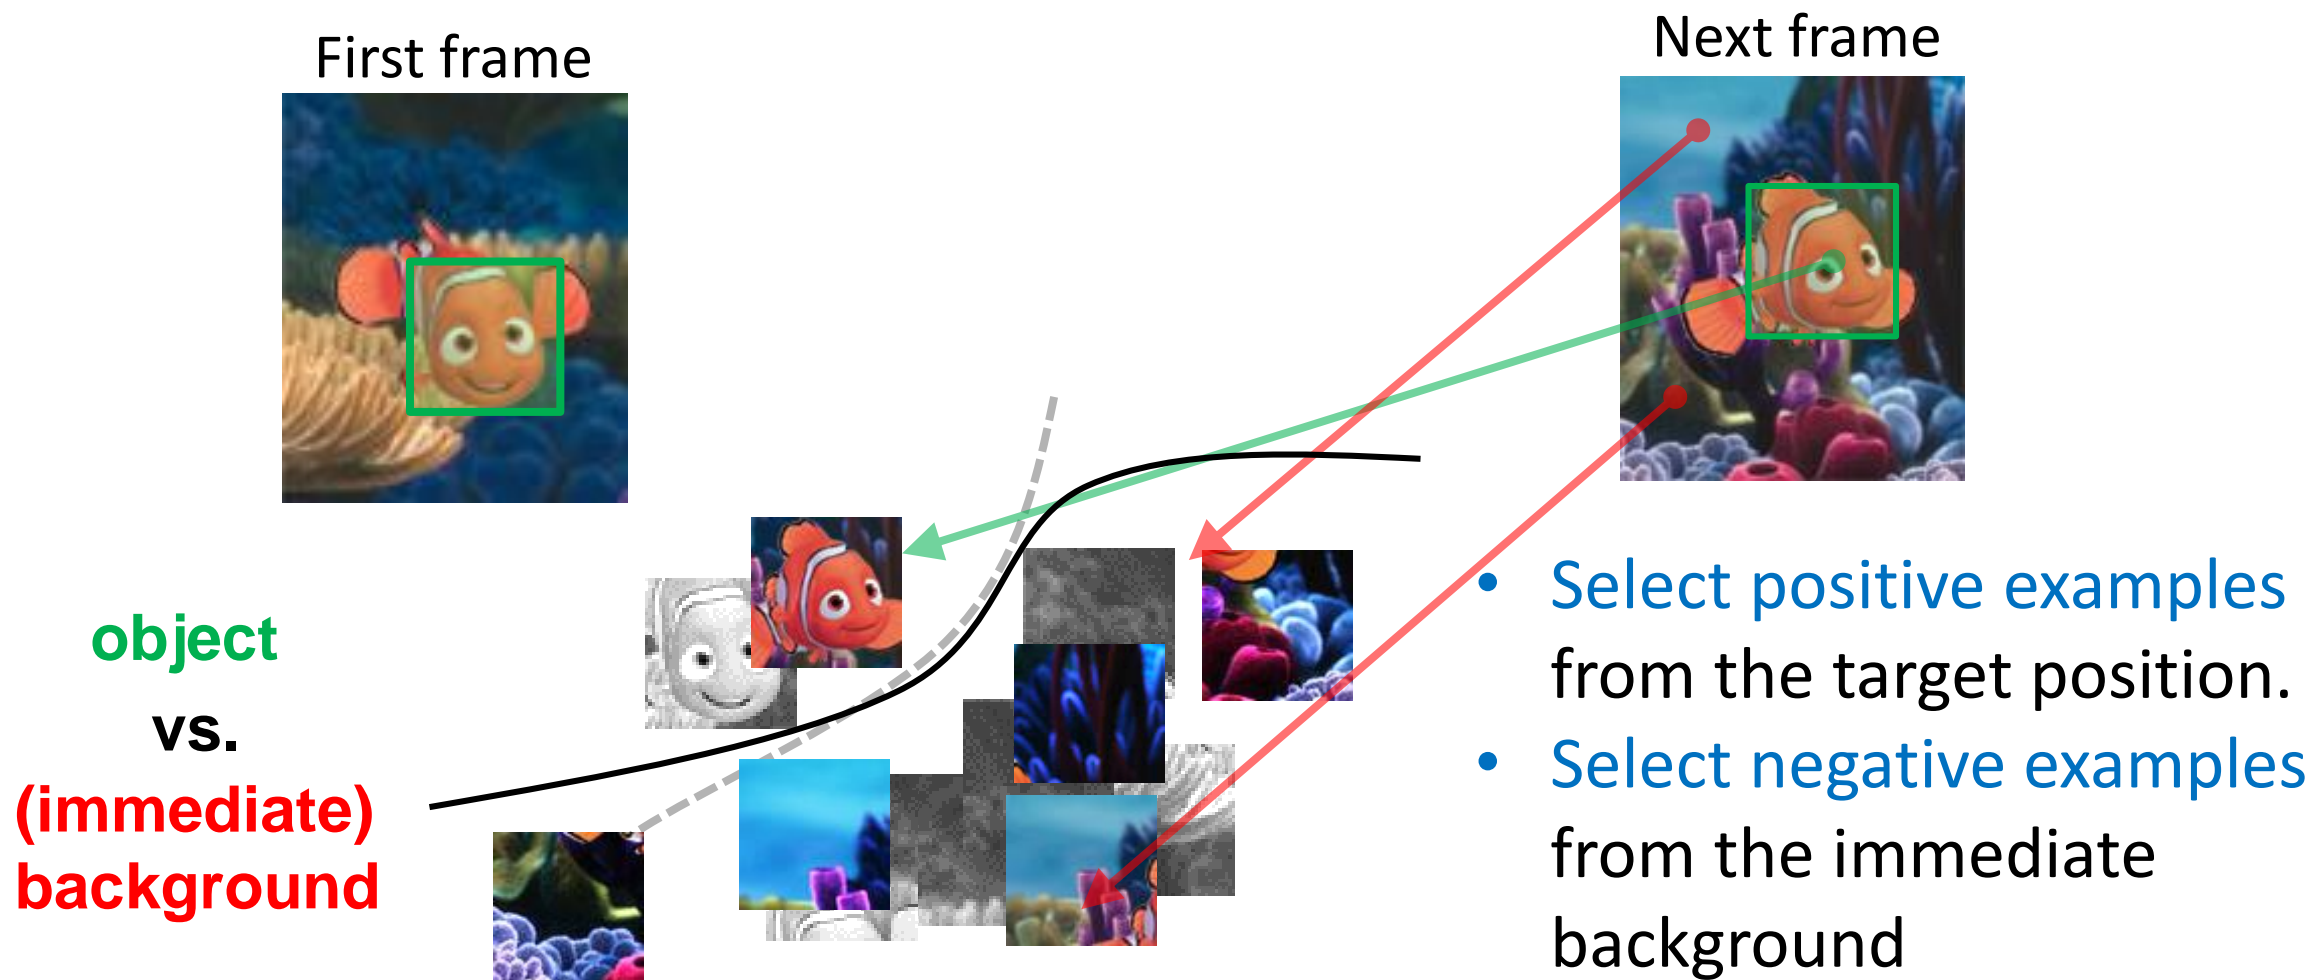 First frame
Next frame
object
vs.
(immediate)
background
• Select positive examples
from the target position.
• Select negative examples
from the immediate
background